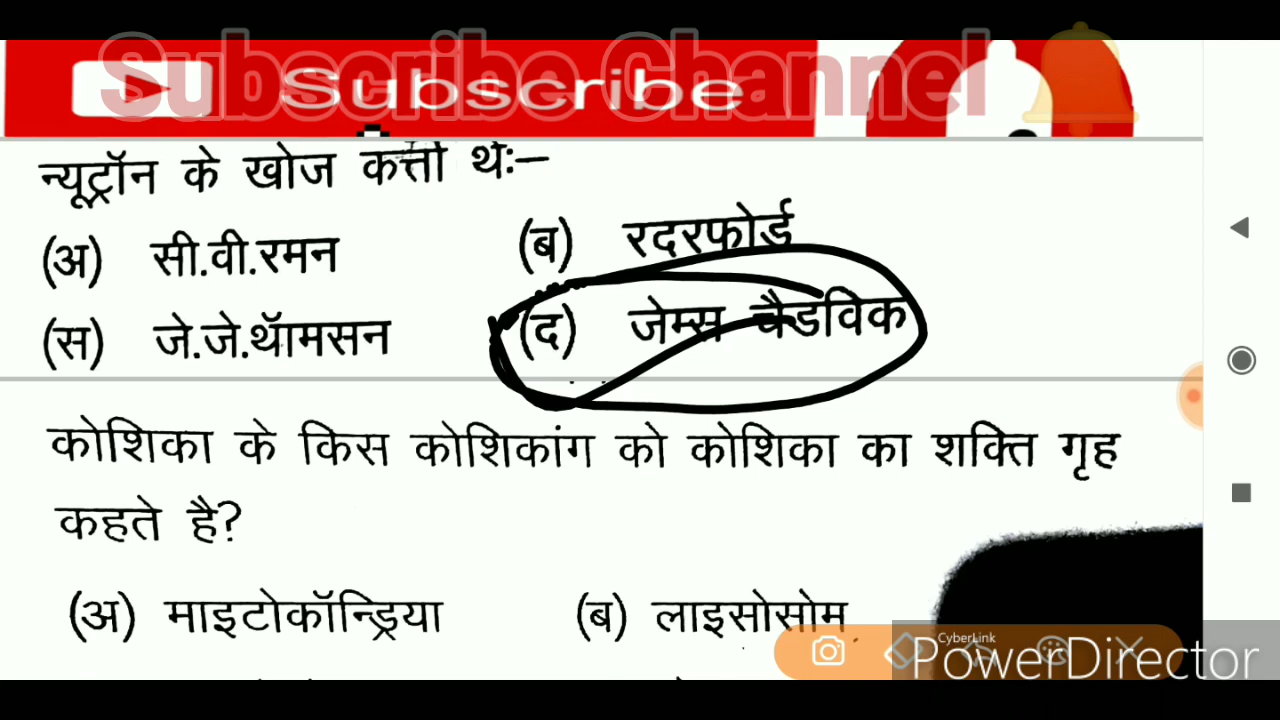 Subscribe Channel
Subscribe
न्यूट्रॉन के खोज कर्त्ता थेः—
(अ) सी.वी.रमन
(ब) रदरफोर्ड
(स) जे.जे.थॅामसन
(द) जेम्स चैडविक
कोशिका के किस कोशिकांग को कोशिका का शक्ति गृह
कहते है?
(अ) माइटोकॉन्ड्रिया
(ब) लाइसोसोम
CyberLink
PowerDirector